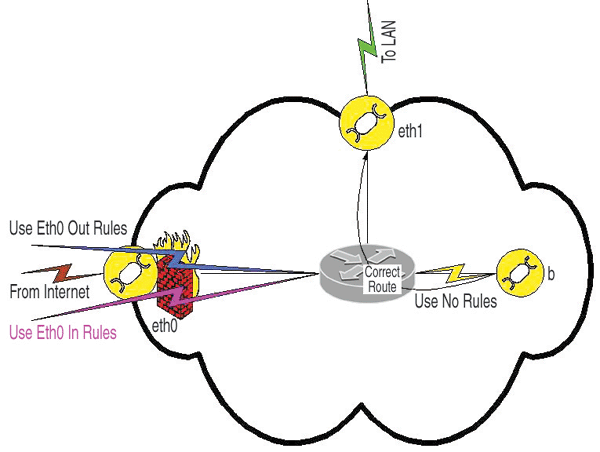 To LAN
eth1
Use Eth0 Out Rules
From Internet
Use Eth0 In Rules
eth0
Correct
Route
Use No Rules
b